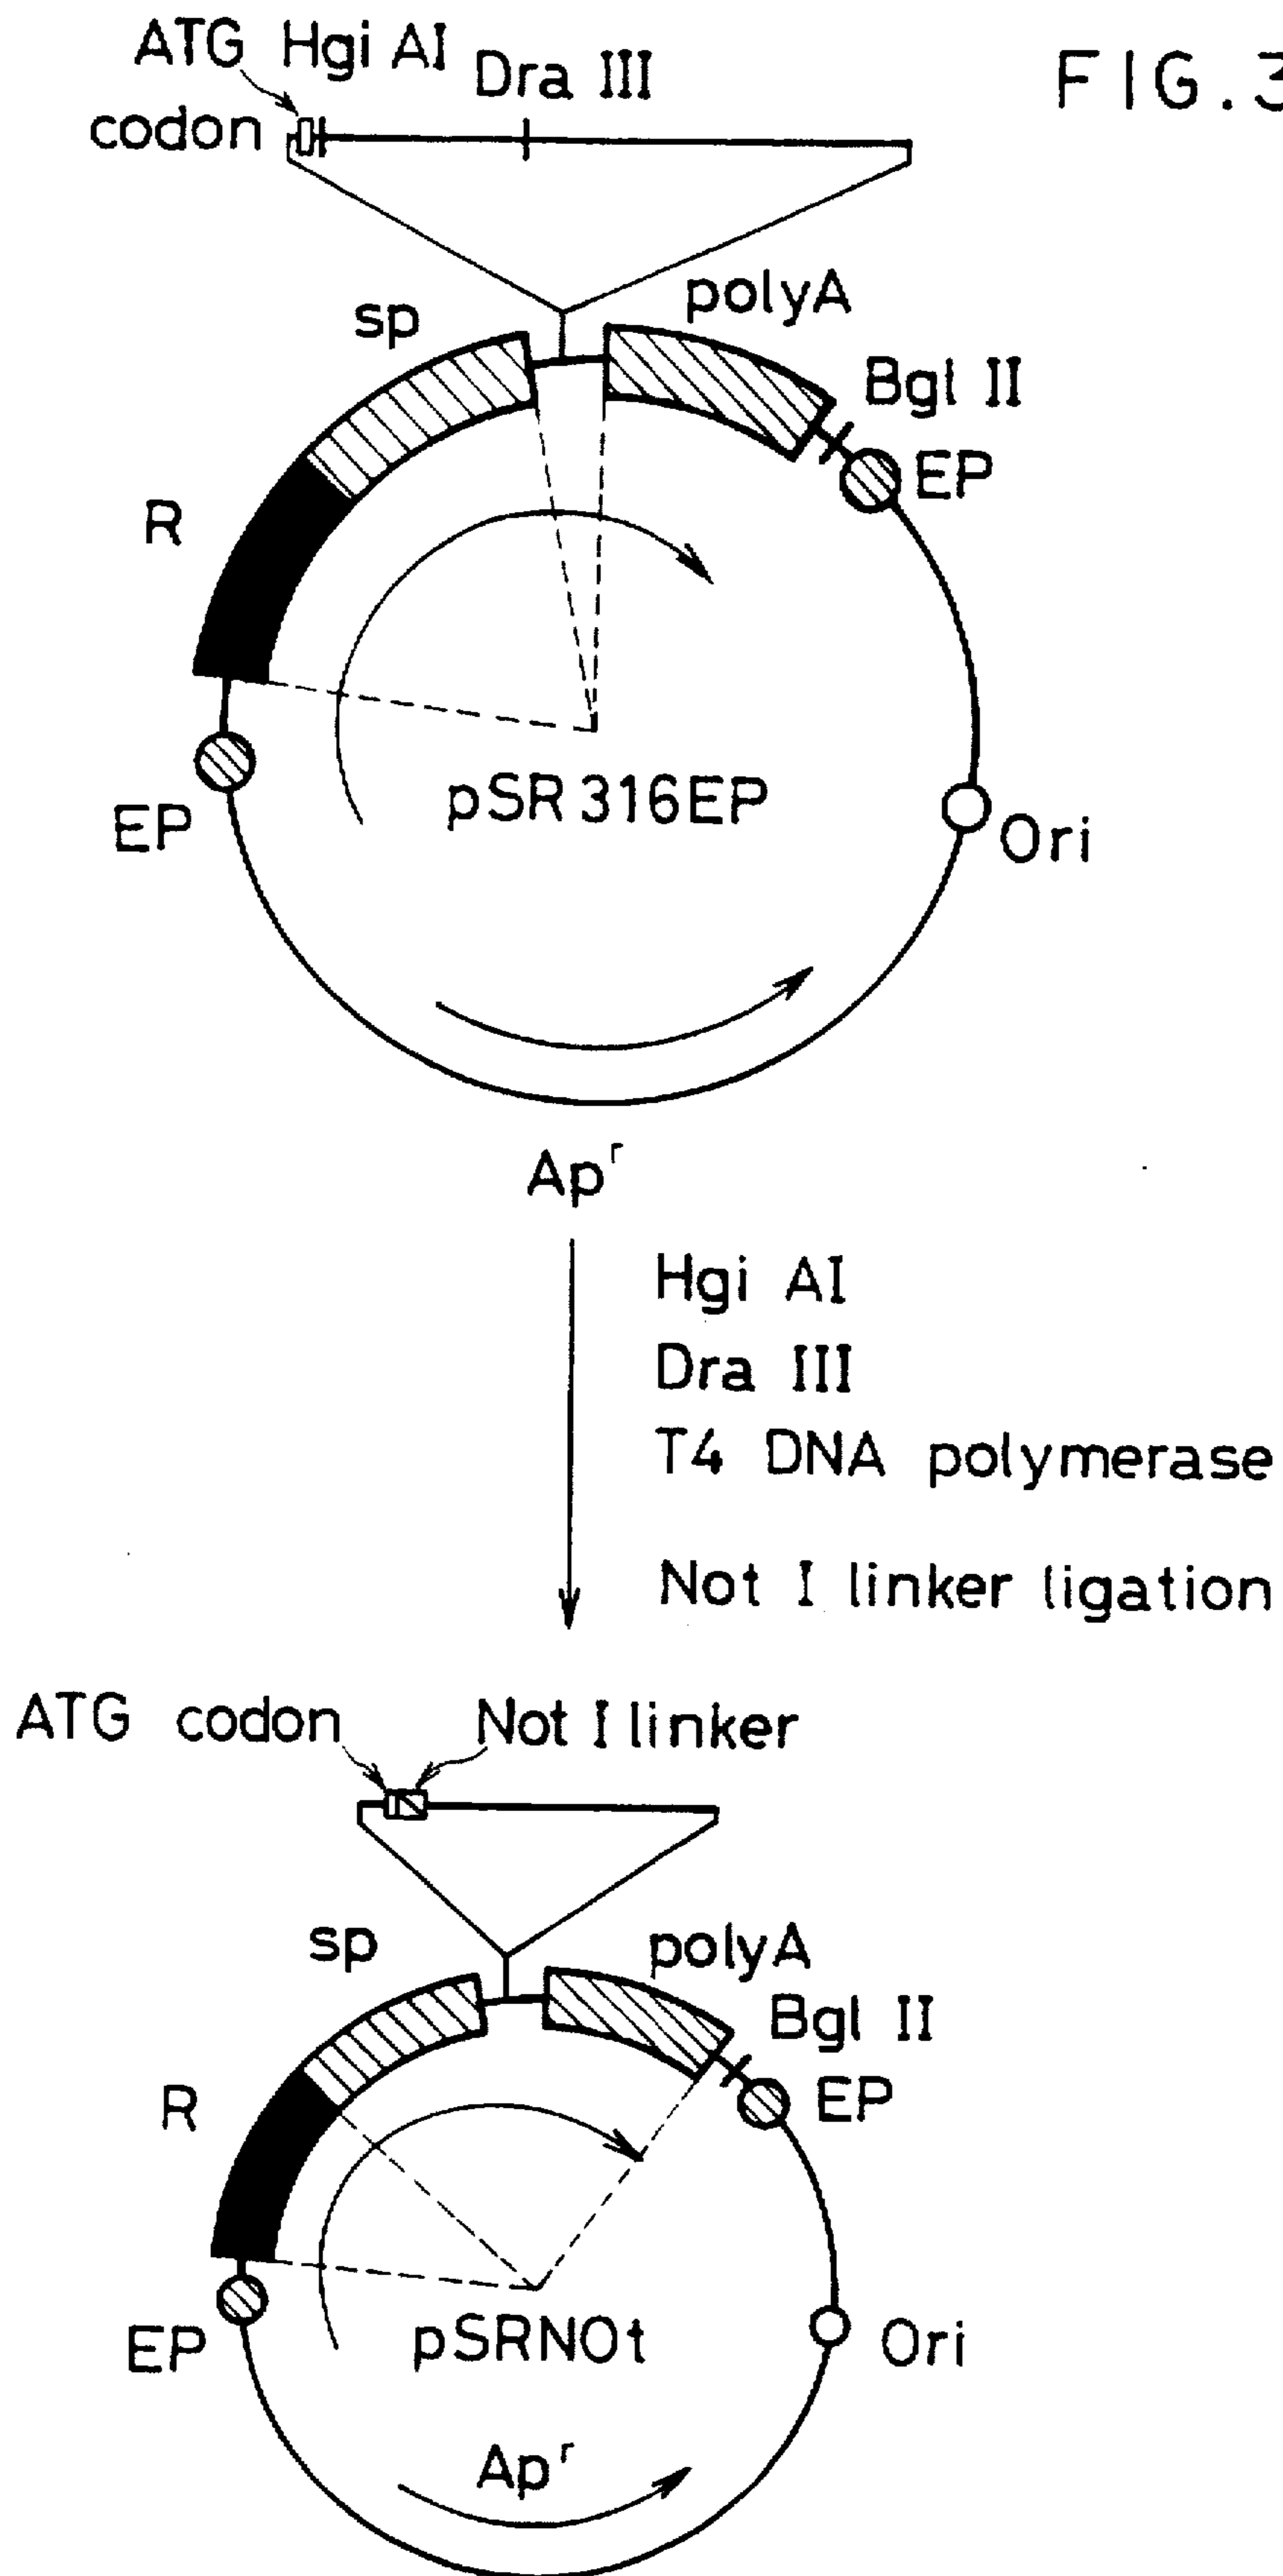 FIG.3
ATG Hgi AI Dra III
codon
sp
polyA
Bgl II
EP
R
EP
pSR316EP
Ori
Ap r
Hgi AI
Dra III
T4 DNA polymerase
Not I linker ligation
ATG codon
Not I linker
sp
polyA
Bgl II
EP
R
EP
pSRNOt
Ori
Ap r